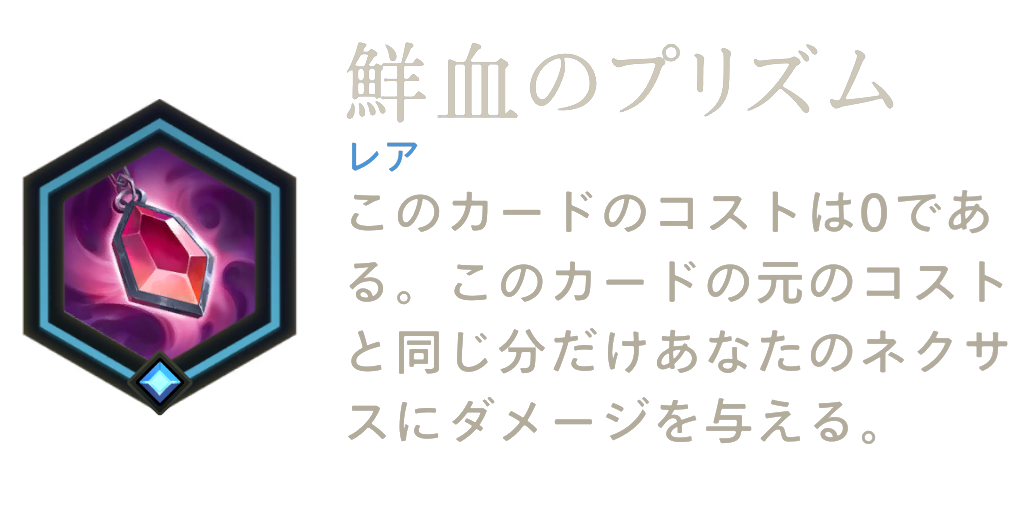 鮮血のプリズム
レア
このカードのコストは0であ
る。このカードの元のコスト
と同じ分だけあなたのネクサ
スにダメージを与える。